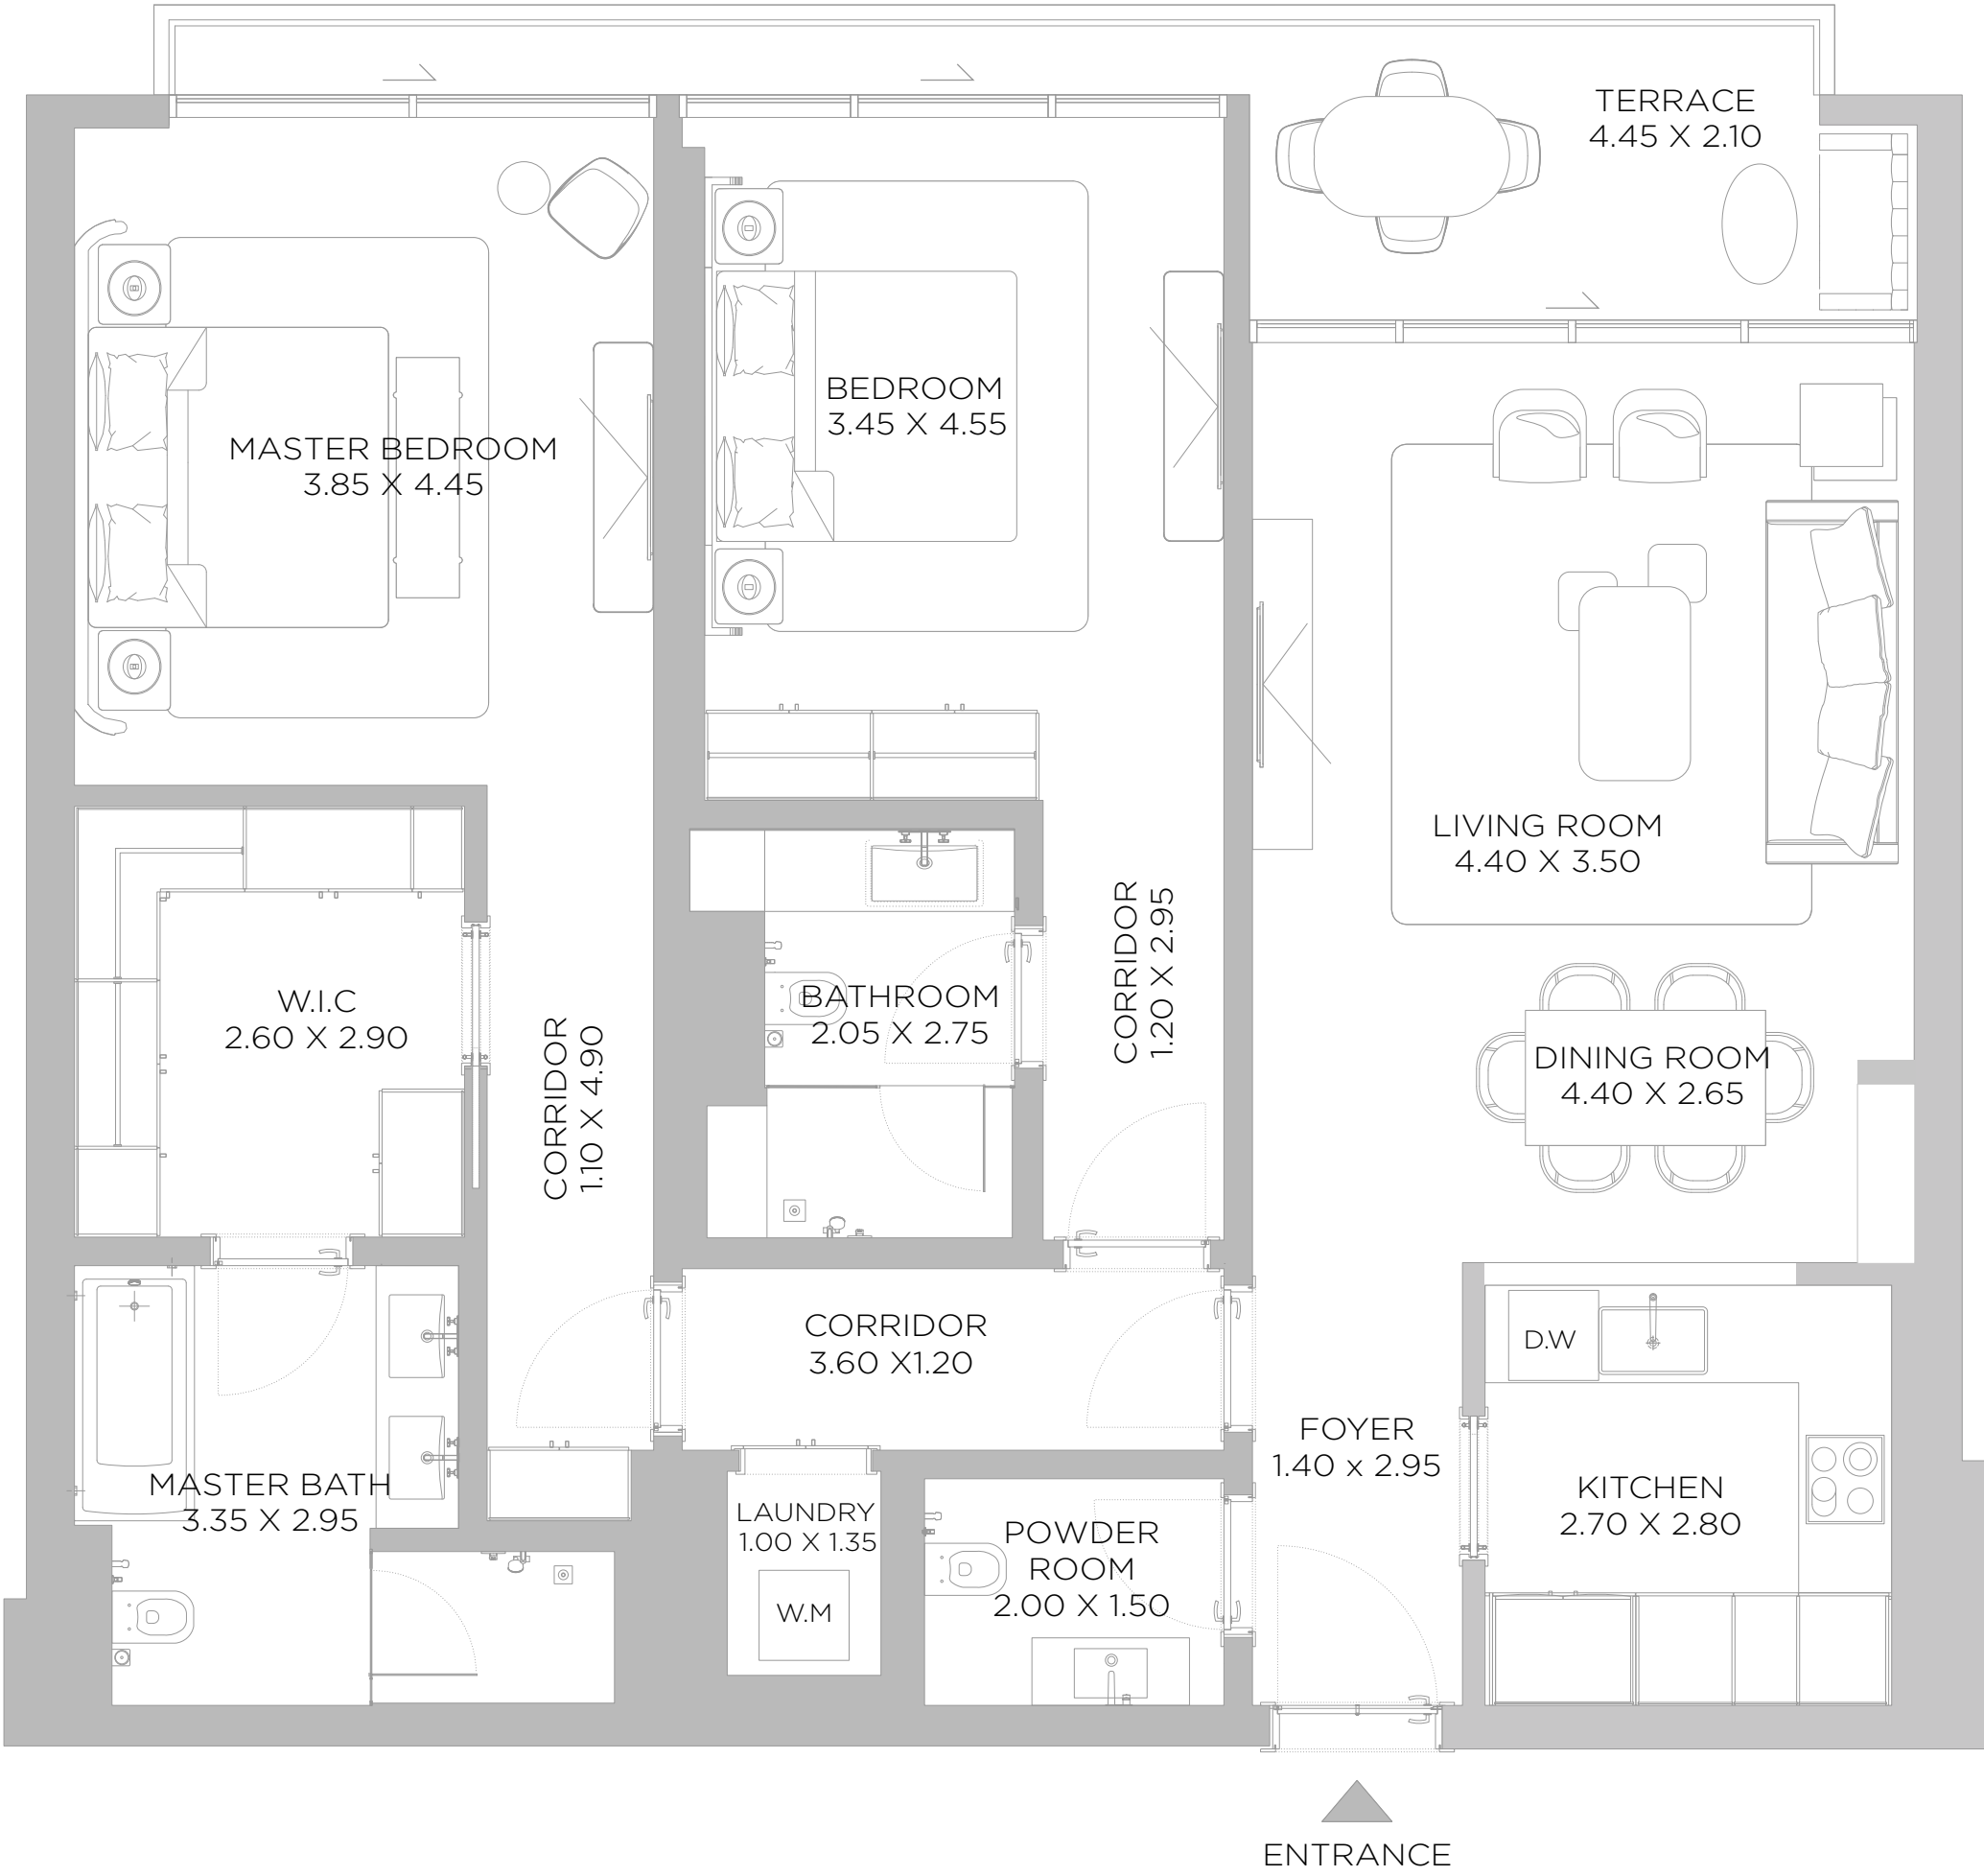 TERRACE
4.45 X 2.10
BEDROOM
3.45 X 4.55
MASTER BEDROOM
3.85 X 4.45
LIVING ROOM
4.40 X 3.50
CORRIDOR
1.20 X 2.95
W.I.C
2.60 X 2.90
BATHROOM
2.05 X 2.75
CORRIDOR
1.10 X 4.90
DINING ROOM
4.40 X 2.65
CORRIDOR
3.60 X1.20
D.W
FOYER
1.40 x 2.95
MASTER BATH
3.35 X 2.95
KITCHEN
2.70 X 2.80
LAUNDRY
1.00 X 1.35
POWDER
ROOM
2.00 X 1.50
W.M
ENTRANCE